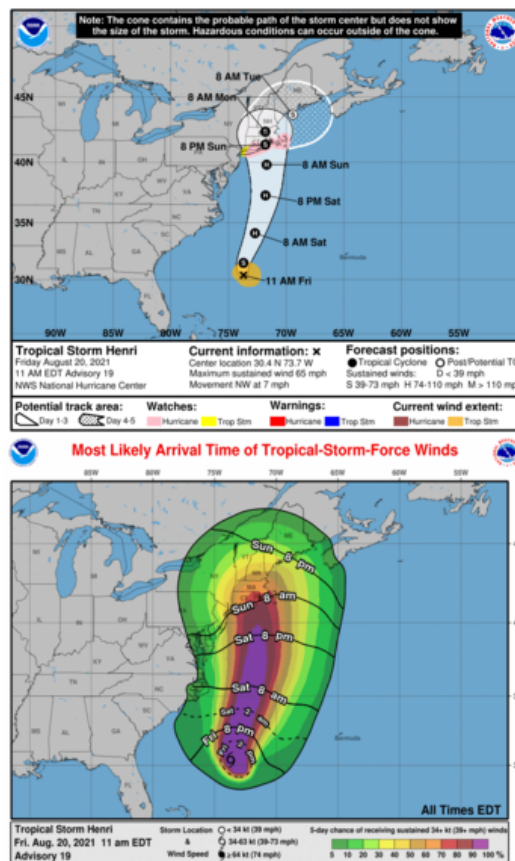 Note: The cone contains the probable path of the storm center but does not show
the size of the storm. Hazardous conditions can occur outside of the cone.
8 AM Tue
8 AM Mon
8 PM Sun
8 AM Sun
8 PM Sat
8 AM Sat
11 AM Fri
Bermuda
45N
40N
35N
30N
90W 85W 80W 75W 70W 65W 60W 55W
Tropical Storm Henri
Friday August 20, 2021
11 AM EDT Advisory 19
NWS National Hurricane Center
Current information: ×
Center location 30.4 N 73.7 W
Maximum sustained wind 65 mph
Movement NW at 7 mph
Forecast positions:
Tropical Cyclone Post/Potential TC
Sustained winds: D < 39 mph
S 39-73 mph H 74-110 mph M > 110 mph
Potential track area:
Day 1-3 Day 4-5
Watches:
Hurricane Trop Stm
Warnings:
Hurricane Trop Stm
Current wind extent:
Hurricane Trop Stm
Most Likely Arrival Time of Tropical-Storm-Force Winds
85W 80W 75W 70W 65W 60W 55W
Sun 8 pm
Sun 8 am
Sat 8 pm
Sat 8 am
Sat 2 am
Fri 8 pm
Bermuda
All Times EDT
Tropical Storm Henri
Fri. Aug. 20, 2021 11 am EDT
Advisory 19
Storm Location
&
Wind Speed
< 34 kt (39 mph)
34-63 kt (39-73 mph)
≥ 64 kt (74 mph)
5-day chance of receiving sustained 34+ kt (39+ mph) winds
5 10 20 30 40 50 60 70 80 90 100 %